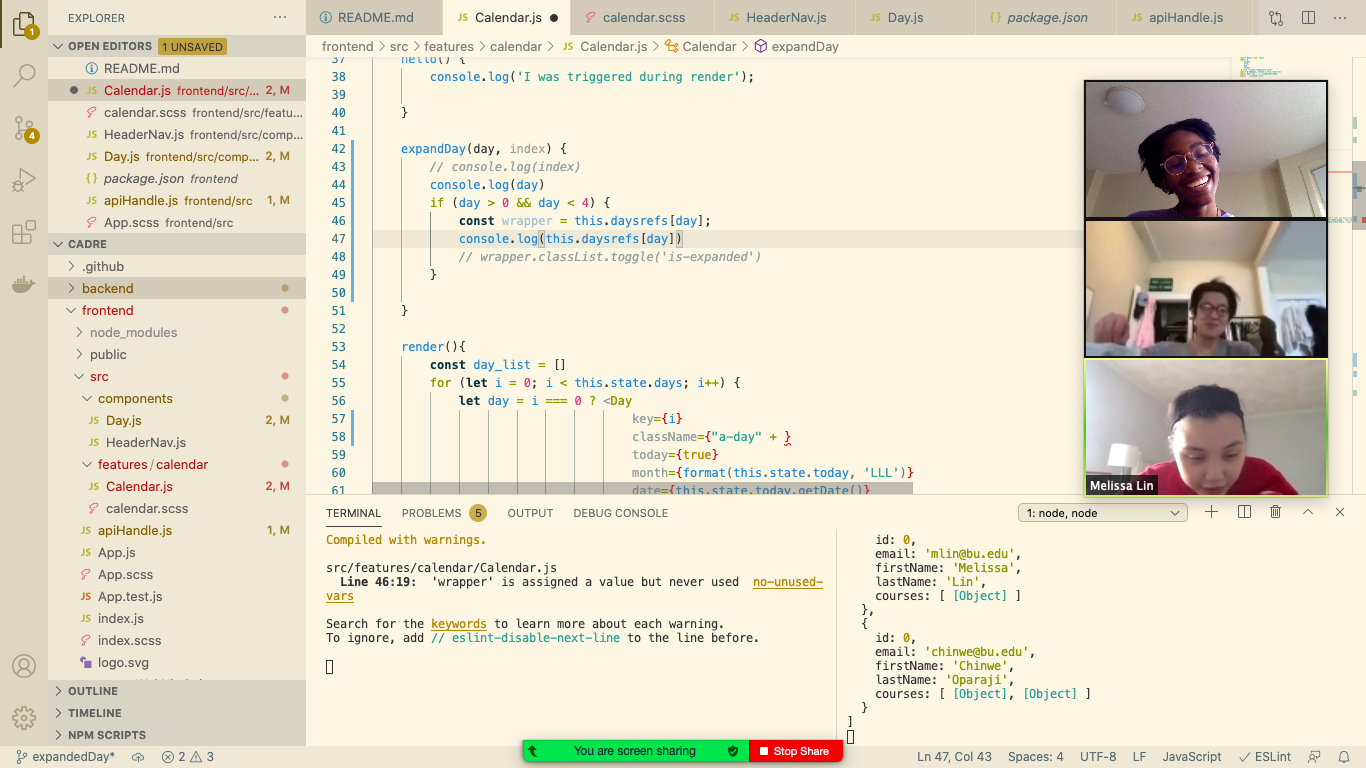 EXPLORER
OPEN EDITORS 1 UNSAVED
README.md
Calendar.js frontend/src/... 2, M
calendar.scss frontend/src/featu...
HeaderNav.js frontend/src/comp...
Day.js frontend/src/comp... 2, M
package.json frontend
apiHandle.js frontend/src 1, M
App.scss frontend/src
CADRE
.github
backend
frontend
node_modules
public
src
components
Day.js 2, M
HeaderNav.js
features/calendar
Calendar.js 2, M
calendar.scss
apiHandle.js 1, M
App.js
App.scss
App.test.js
index.js
index.scss
logo.svg
OUTLINE
TIMELINE
NPM SCRIPTS
1
4
README.md Calendar.js calendar.scss HeaderNav.js Day.js package.json apiHandle.js
frontend > src > features > calendar > JS Calendar.js > Calendar > expandDay
37 hello() {
38 console.log('I was triggered during render');
39
40 }
41
42 expandDay(day, index) {
43 // console.log(index)
44 console.log(day)
45 if (day > 0 && day < 4) {
46 const wrapper = this.daysrefs[day];
47 console.log(this.daysrefs[day])
48 // wrapper.classList.toggle('is-expanded')
49 }
50
51 }
52
53 render(){
54 const day_list = []
55 for (let i = 0; i < this.state.days; i++) {
56 let day = i === 0 ? <Day
57 key={i}
58 className={"a-day" + }
59 today={true}
60 month={format(this.state.today, 'LLL')}
61 date={this.state.today.getDate()}
Melissa Lin
TERMINAL PROBLEMS 5 OUTPUT DEBUG CONSOLE 1: node, node
Compiled with warnings.
src/features/calendar/Calendar.js
Line 46:19: 'wrapper' is assigned a value but never used no-unused-
vars
Search for the keywords to learn more about each warning.
To ignore, add // eslint-disable-next-line to the line before.
id: 0,
email: 'mlin@bu.edu',
firstName: 'Melissa',
lastName: 'Lin',
courses: [ [Object] ]
},
{
id: 0,
email: 'chinwe@bu.edu',
firstName: 'Chinwe',
lastName: 'Oparaji',
courses: [ [Object], [Object] ]
}
]
You are screen sharing Stop Share
expandedDay* 2 3 Ln 47, Col 43 Spaces: 4 UTF-8 LF JavaScript ESLint